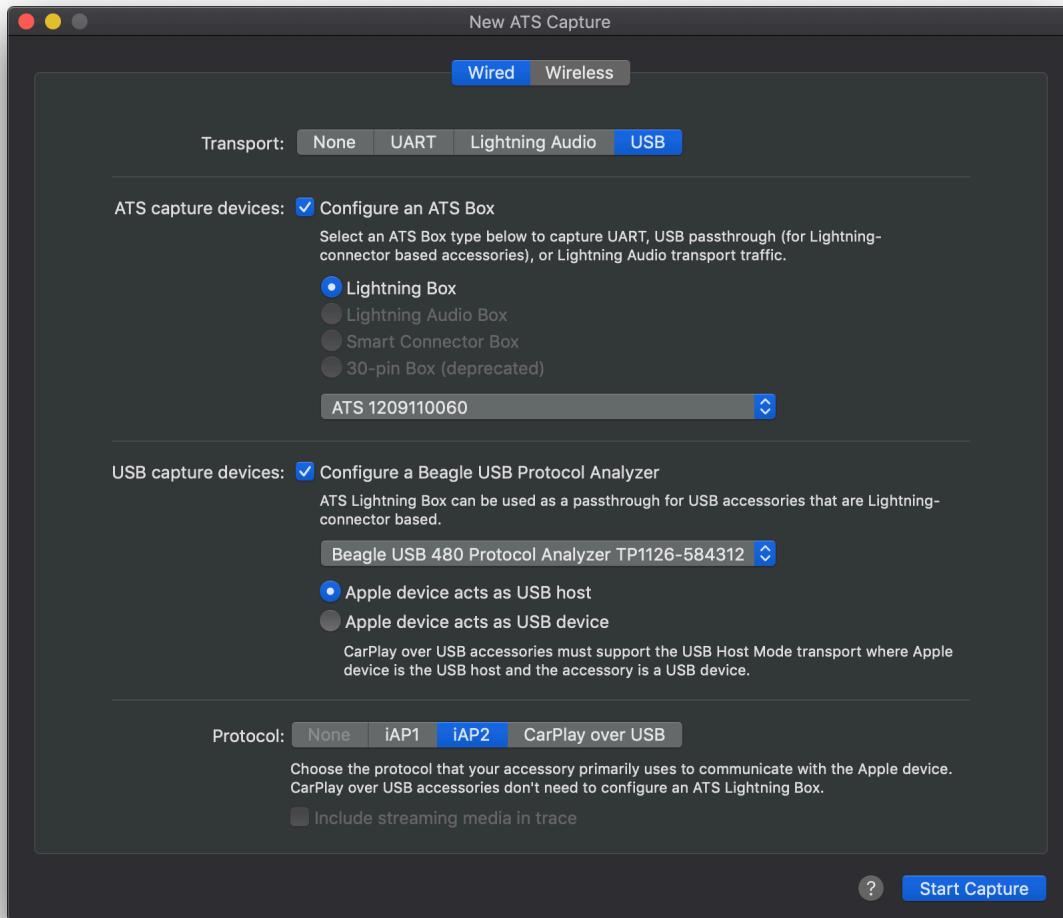 New ATS Capture
Wired Wireless
Transport: None UART Lightning Audio USB
ATS capture devices: Configure an ATS Box
Select an ATS Box type below to capture UART, USB passthrough (for Lightning-
connector based accessories), or Lightning Audio transport traffic.
Lightning Box
Lightning Audio Box
Smart Connector Box
30-pin Box (deprecated)
ATS 1209110060
USB capture devices: Configure a Beagle USB Protocol Analyzer
ATS Lightning Box can be used as a passthrough for USB accessories that are Lightning-
connector based.
Beagle USB 480 Protocol Analyzer TP1126-584312
Apple device acts as USB host
Apple device acts as USB device
CarPlay over USB accessories must support the USB Host Mode transport where Apple
device is the USB host and the accessory is a USB device.
Protocol: None iAP1 iAP2 CarPlay over USB
Choose the protocol that your accessory primarily uses to communicate with the Apple device.
CarPlay over USB accessories don't need to configure an ATS Lightning Box.
Include streaming media in trace
? Start Capture